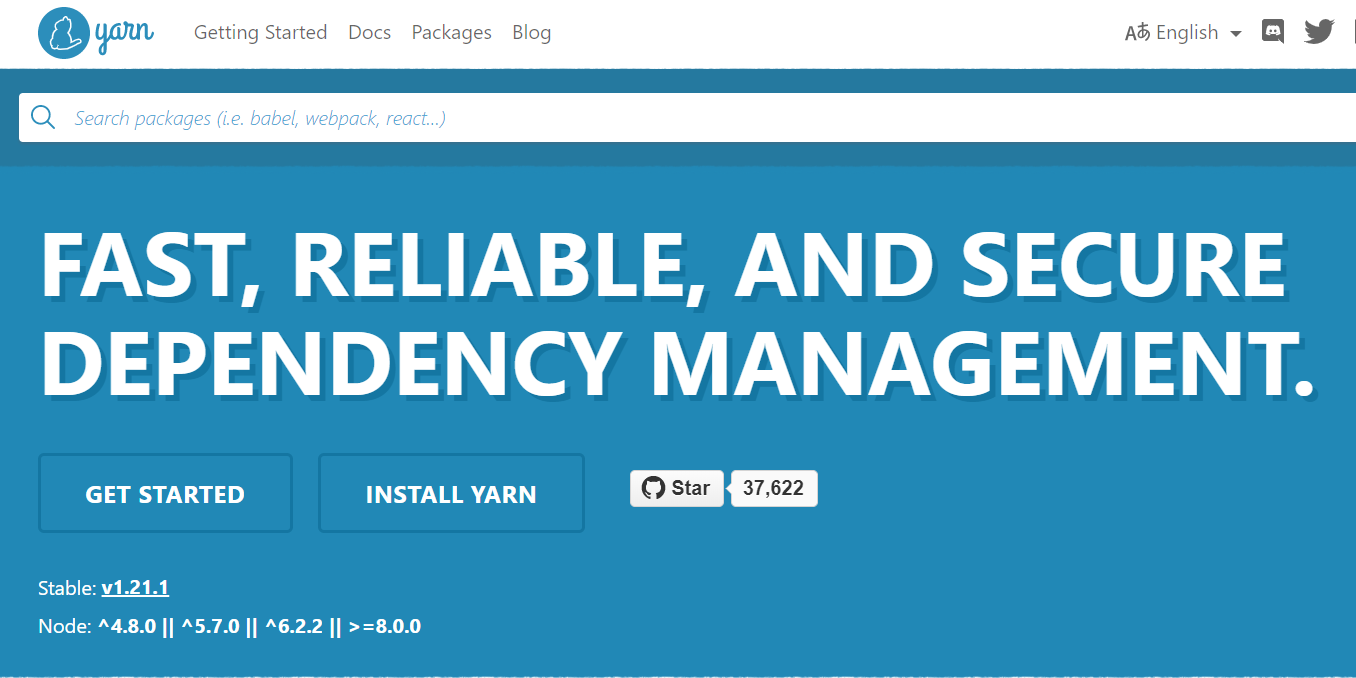 yarn Getting Started Docs Packages Blog Aあ English
Search packages (i.e. babel, webpack, react...)
FAST, RELIABLE, AND SECURE
DEPENDENCY MANAGEMENT.
GET STARTED INSTALL YARN Star 37,622
Stable: v1.21.1
Node: ^4.8.0 || ^5.7.0 || ^6.2.2 || >=8.0.0